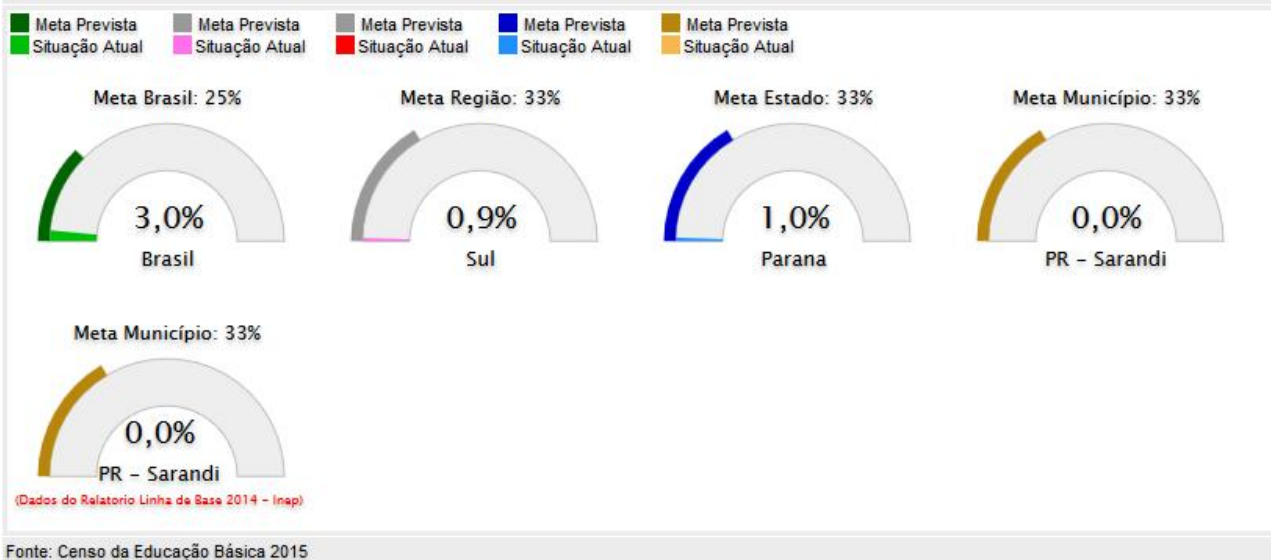 Meta Prevista Meta Prevista Meta Prevista Meta Prevista Meta Prevista
Situação Atual Situação Atual Situação Atual Situação Atual Situação Atual
Meta Brasil: 25% Meta Região: 33% Meta Estado: 33% Meta Município: 33%
3,0% 0,9% 1,0% 0,0%
Brasil Sul Parana PR – Sarandi
Meta Município: 33%
0,0%
PR – Sarandi
(Dados do Relatorio Linha de Base 2014 – Inep)
Fonte: Censo da Educação Básica 2015